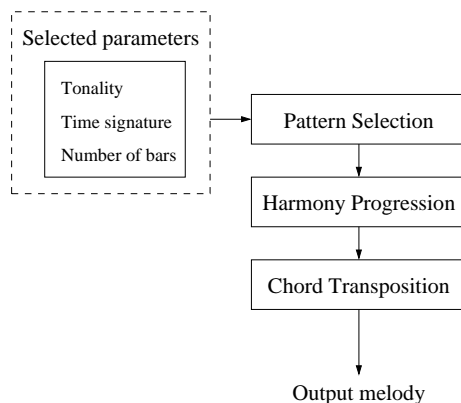 Selected parameters
Tonality
Time signature
Number of bars
Pattern Selection
Harmony Progression
Chord Transposition
Output melody